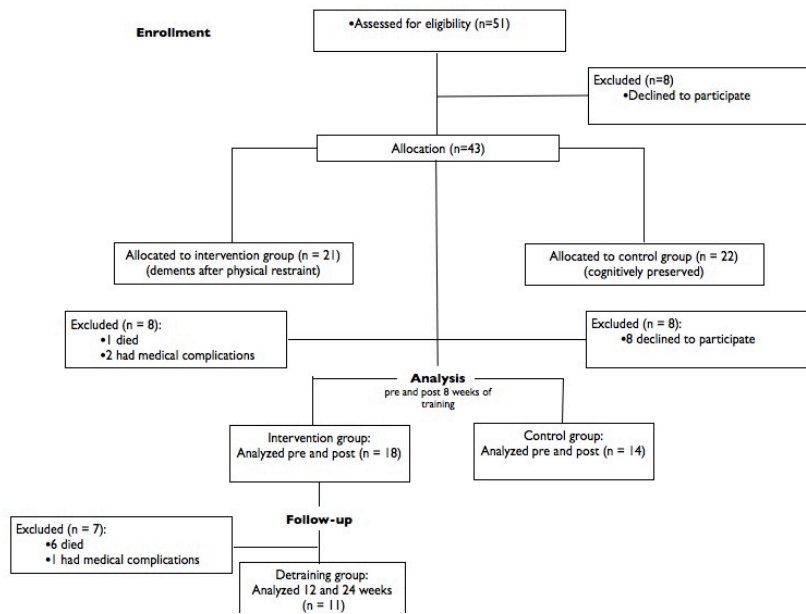 Enrollment
•Assessed for eligibility (n=51)
Excluded (n=8)
•Declined to participate
Allocation (n=43)
Allocated to intervention group (n = 21)
(dements after physical restraint)
Allocated to control group (n = 22)
(cognitively preserved)
Excluded (n = 8):
•1 died
•2 had medical complications
Excluded (n = 8):
•8 declined to participate
Analysis
pre and post 8 weeks of
training
Intervention group:
Analyzed pre and post (n = 18)
Control group:
Analyzed pre and post (n = 14)
Follow-up
Excluded (n = 7):
•6 died
•1 had medical complications
Detraining group:
Analyzed 12 and 24 weeks
(n = 11)